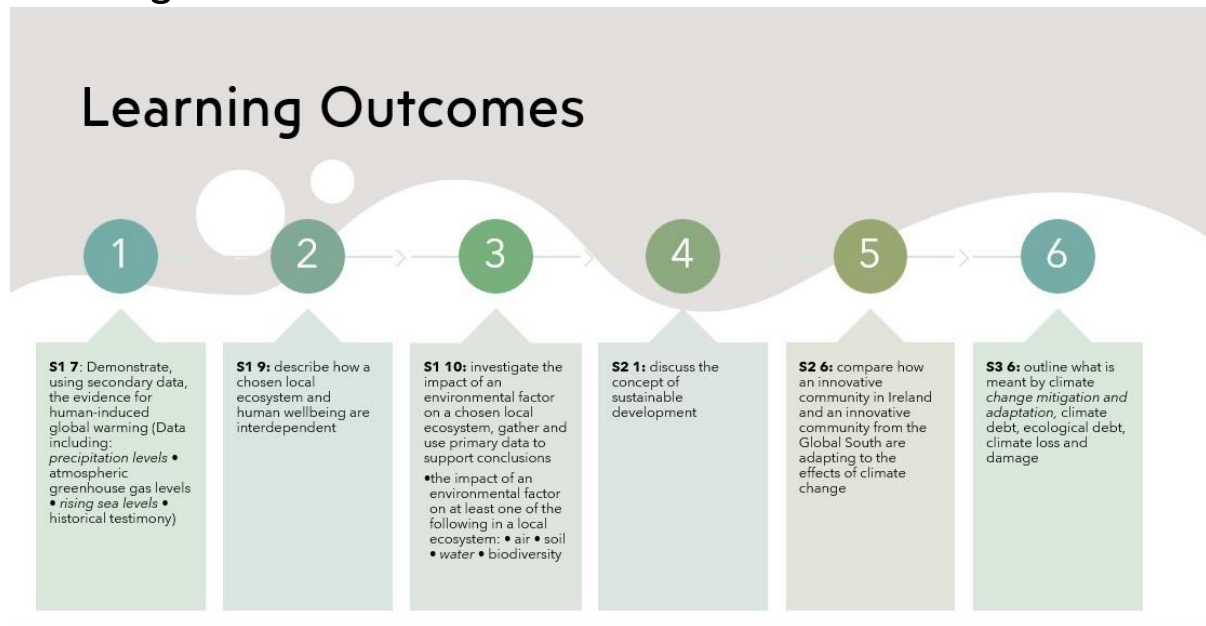 Learning Outcomes
1
2
3
4
5
6
S1 7: Demonstrate,
using secondary data,
the evidence for
human-induced
global warming (Data
including:
precipitation levels •
atmospheric
greenhouse gas levels
• rising sea levels •
historical testimony)
S1 9: describe how a
chosen local
ecosystem and
human wellbeing are
interdependent
S1 10: investigate the
impact of an
environmental factor
on a chosen local
ecosystem, gather and
use primary data to
support conclusions
•the impact of an
environmental factor
on at least one of the
following in a local
ecosystem: • air • soil
• water • biodiversity
S2 1: discuss the
concept of
sustainable
development
S2 6: compare how
an innovative
community in Ireland
and an innovative
community from the
Global South are
adapting to the
effects of climate
change
S3 6: outline what is
meant by climate
change mitigation and
adaptation, climate
debt, ecological debt,
climate loss and
damage